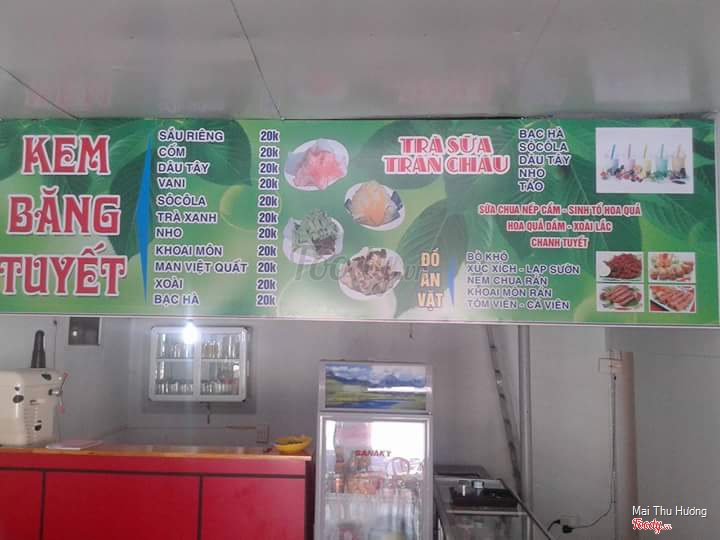 KEM
BĂNG
TUYẾT
SẦU RIÊNG 20k
CỐM 20k
DÂU TÂY 20k
VANI 20k
SÔCÔLA 20k
TRÀ XANH 20k
NHO 20k
KHOAI MÔN 20k
MAN VIỆT QUẤT 20k
XOÀI 20k
BẠC HÀ 20k
TRÀ SỮA
TRÂN CHÂU
BẠC HÀ
SÔCÔLA
DÂU TÂY
NHO
TÁO
SỮA CHUA NẾP CẨM - SINH TỐ HOA QUẢ
HOA QUẢ DẦM - XOÀI LẮC
CHANH TUYẾT
ĐỒ
ĂN
VẶT
BÒ KHÔ
XÚC XÍCH - LẠP SƯỜN
NEM CHUA RÁN
KHOAI MÔN RÁN
TÔM VIÊN - CÁ VIÊN
Foody.vn
SANAKY
Mai Thu Hương
Foody.vn